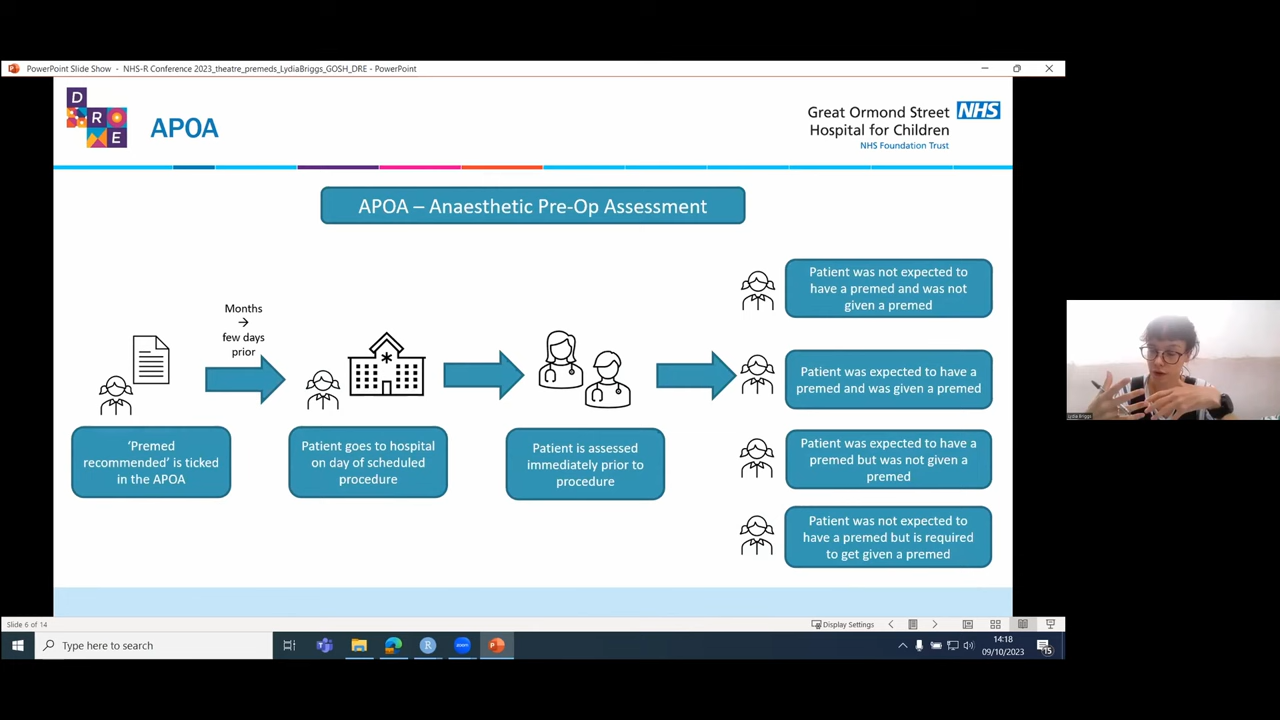 PowerPoint Slide Show - NHS-R Conference 2023_theatre_premeds_LydiaBriggs_GOSH_DRE - PowerPoint
D
R
E
APOA
Great Ormond Street NHS
Hospital for Children
NHS Foundation Trust
APOA – Anaesthetic Pre-Op Assessment
Months
→
few days
prior
'Premed
recommended' is ticked
in the APOA
Patient goes to hospital
on day of scheduled
procedure
Patient is assessed
immediately prior to
procedure
Patient was not expected to
have a premed and was not
given a premed
Patient was expected to have a
premed and was given a premed
Patient was expected to have a
premed but was not given a
premed
Patient was not expected to
have a premed but is required
to get given a premed
Lydia Briggs
Slide 6 of 14
Display Settings
Type here to search
R
14:18
09/10/2023
15